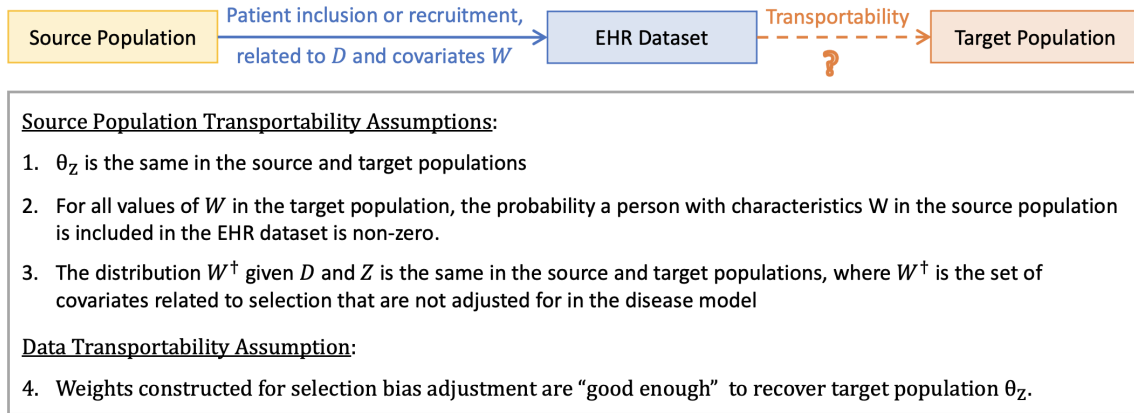 Source Population
Patient inclusion or recruitment,
related to D and covariates W
EHR Dataset
Transportability
?
Target Population
Source Population Transportability Assumptions:
1. θ_Z is the same in the source and target populations
2. For all values of W in the target population, the probability a person with characteristics W in the source population
is included in the EHR dataset is non-zero.
3. The distribution W† given D and Z is the same in the source and target populations, where W† is the set of
covariates related to selection that are not adjusted for in the disease model
Data Transportability Assumption:
4. Weights constructed for selection bias adjustment are “good enough” to recover target population θ_Z.